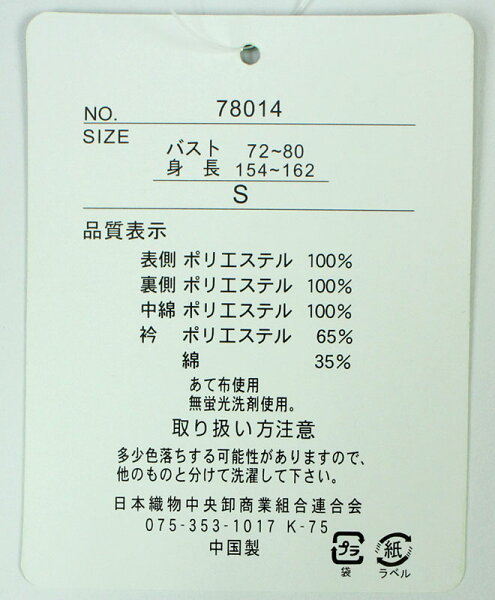 NO. 78014
SIZE
バスト 72~80
身長 154~162
S
品質表示
表側 ポリエステル 100%
裏側 ポリエステル 100%
中綿 ポリエステル 100%
衿 ポリエステル 65%
綿 35%
あて布使用
無蛍光洗剤使用。
取り扱い方注意
多少色落ちする可能性がありますので、
他のものと分けて洗濯して下さい。
日本織物中央卸商業組合連合会
075-353-1017 K-75
中国製
プラ 紙
袋 ラベル